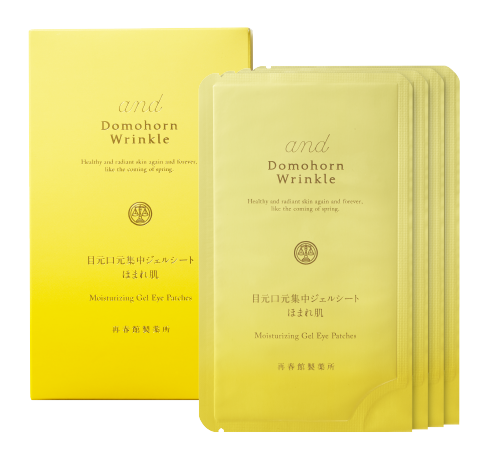 and
Domohorn
Wrinkle
Healthy and radiant skin again and forever,
like the coming of spring.
目元口元集中ジェルシート
ほまれ肌
Moisturizing Gel Eye Patches
再春館製薬所
and
Domohorn
Wrinkle
Healthy and radiant skin again and forever,
like the coming of spring.
目元口元集中ジェルシート
ほまれ肌
Moisturizing Gel Eye Patches
再春館製薬所